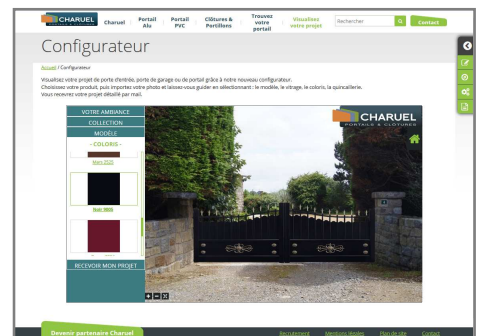 CHARUEL
PORTAILS & CLÔTURES
Charuel
Portail Alu
Portail PVC
Clôtures & Portillons
Trouvez votre portail
Visualisez votre projet
Rechercher
Contact
Configurateur
Accueil / Configurateur
Visualisez votre projet de porte d'entrée, porte de garage ou de portail grâce à notre nouveau configurateur.
Choisissez votre produit, puis importez votre photo et laissez-vous guider en sélectionnant : le modèle, le vitrage, le coloris, la quincaillerie.
Vous recevrez votre projet détaillé par mail.
VOTRE AMBIANCE
COLLECTION
MODÈLE
- COLORIS -
Mars 2525
Noir 9005
RECEVOIR MON PROJET
CHARUEL
PORTAILS & CLÔTURES
Devenir partenaire Charuel
Recrutement
Mentions légales
Plan de site
Contact